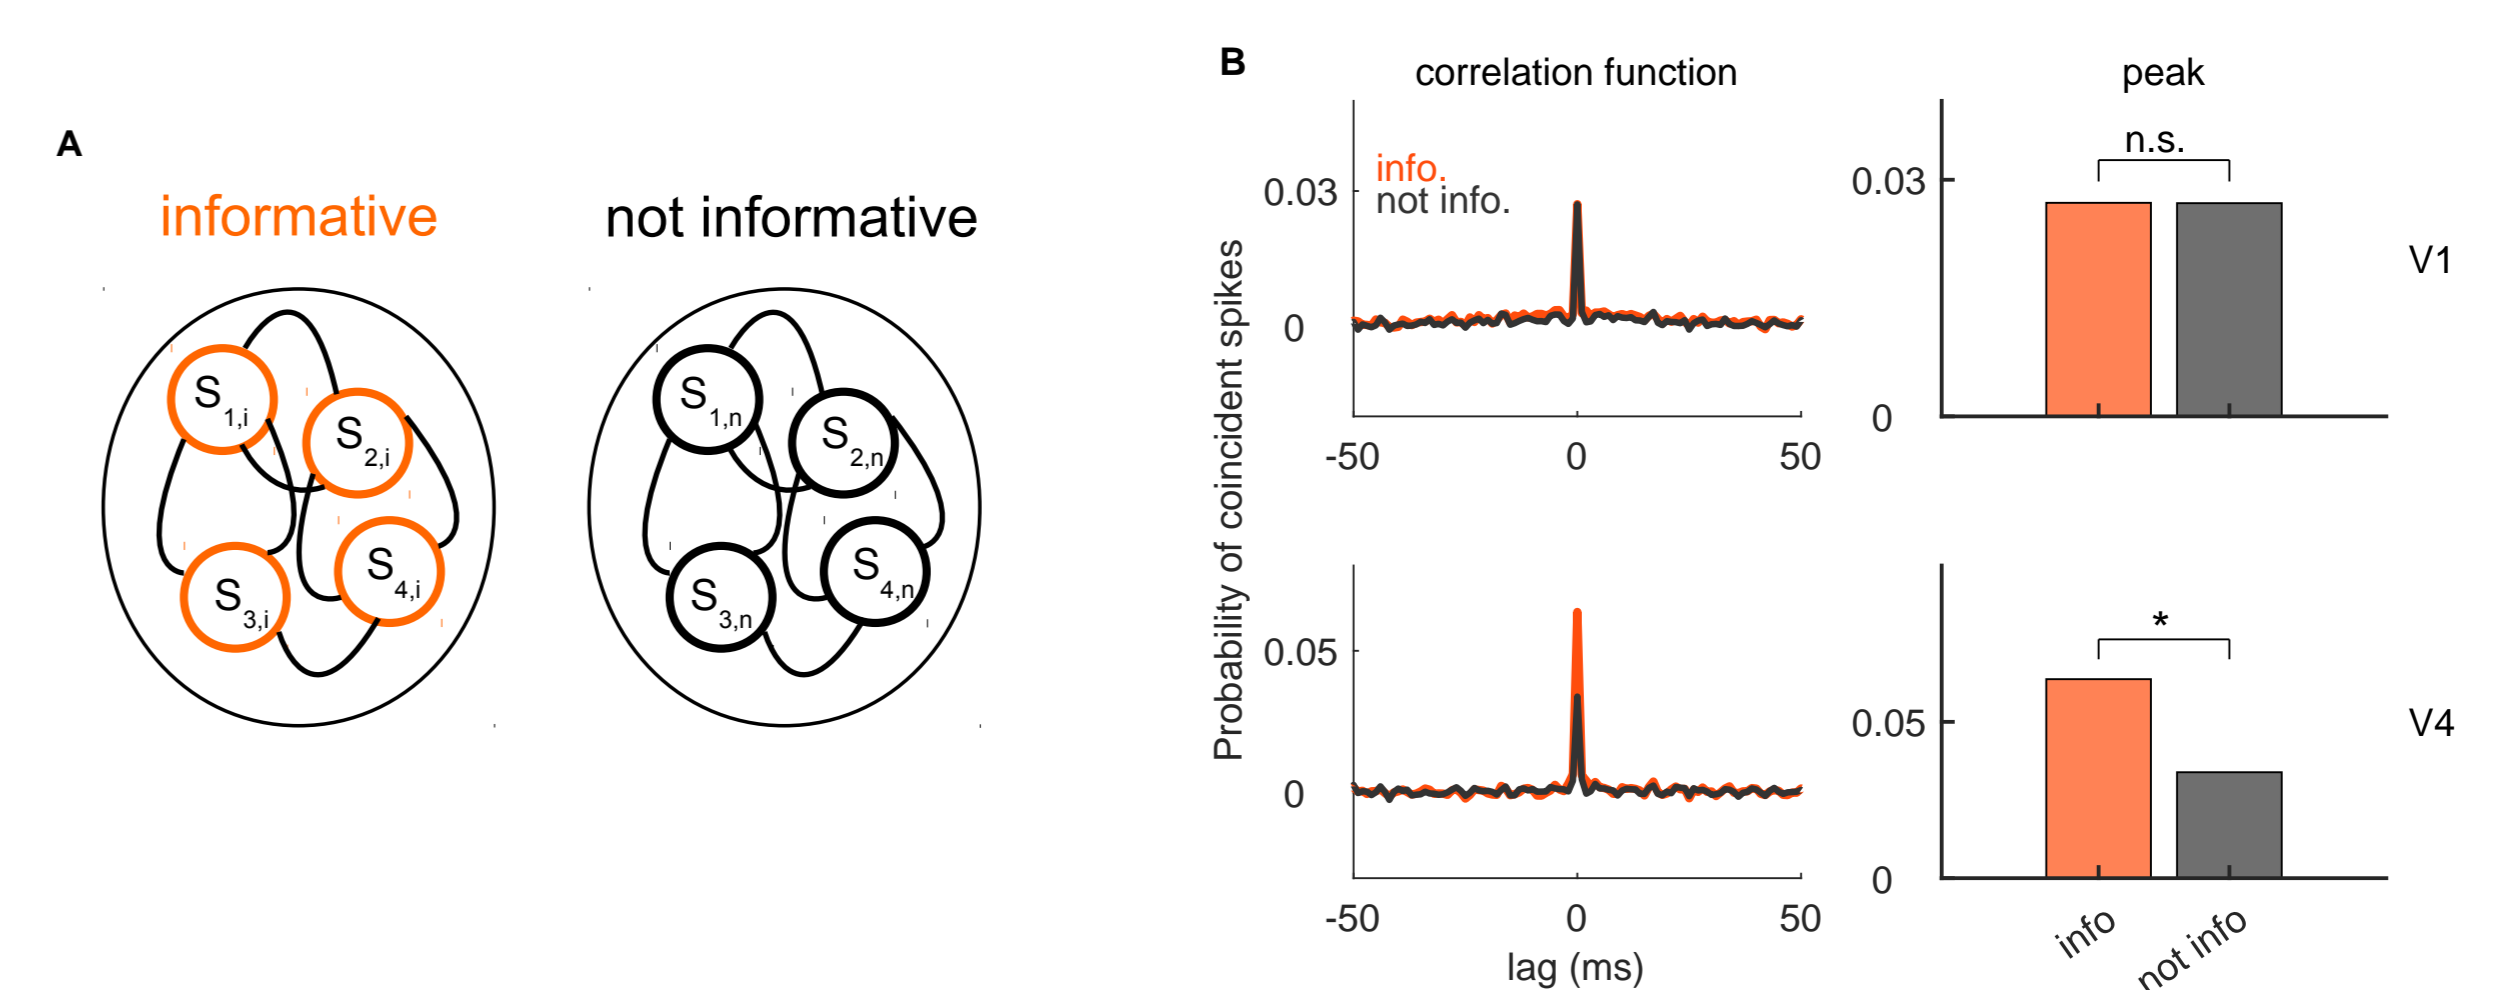 A
informative
not informative
S1,i
S2,i
S3,i
S4,i
S1,n
S2,n
S3,n
S4,n
B
correlation function
peak
Probability of coincident spikes
info.
not info.
0.03
0
-50
0
50
n.s.
0.03
0
V1
0.05
0
-50
0
50
lag (ms)
*
0.05
0
info
not info
V4